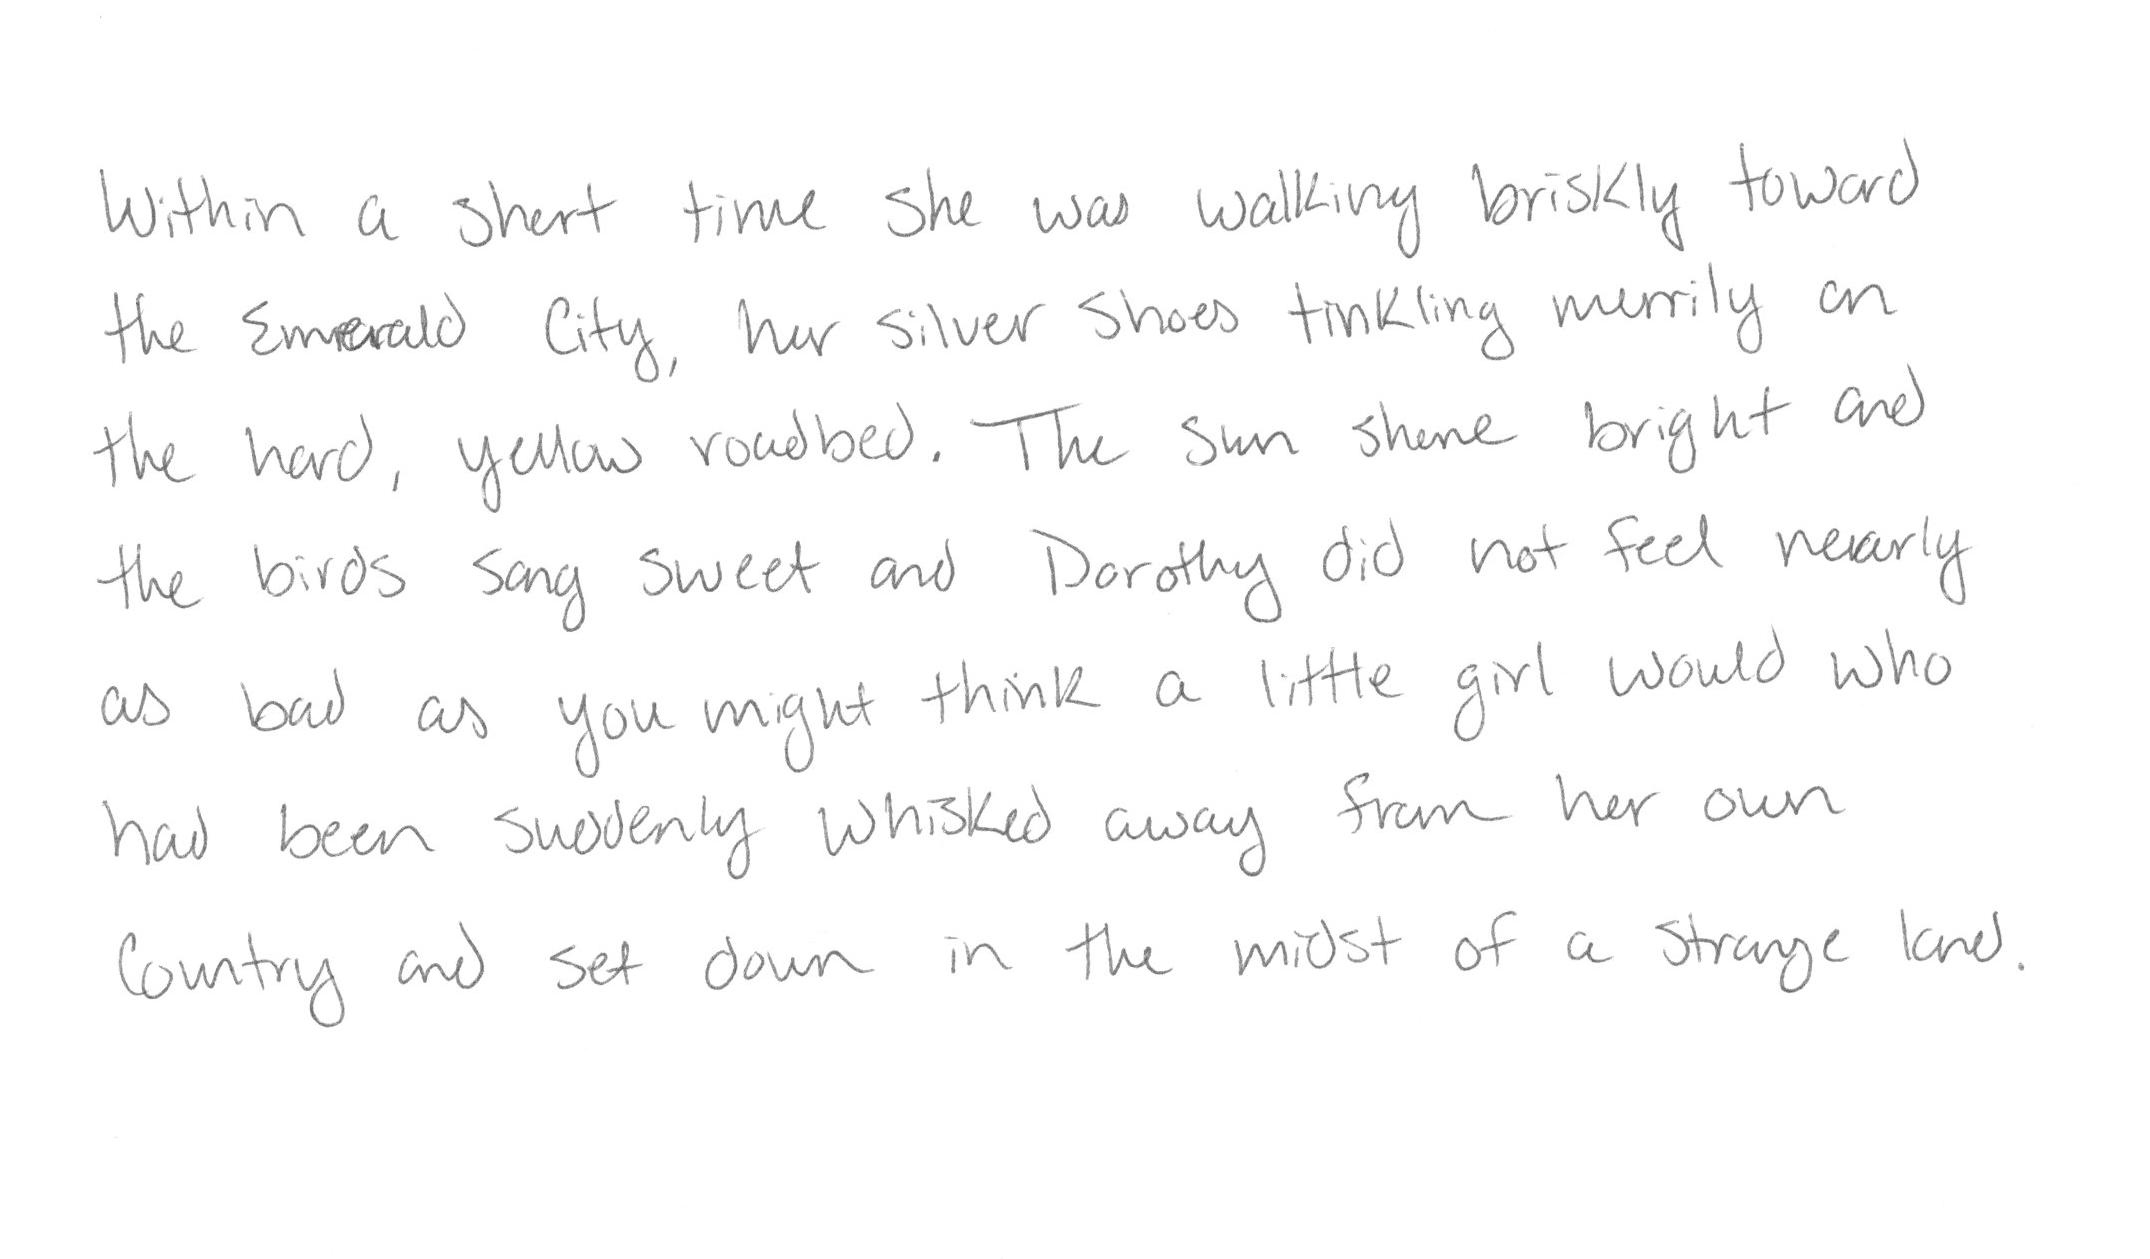 Within a short time she was walking briskly toward
the Emerald City, her silver shoes tinkling merrily on
the hard, yellow roadbed. The sun shone bright and
the birds sang sweet and Dorothy did not feel nearly
as bad as you might think a little girl would who
had been suddenly whisked away from her own
country and set down in the midst of a strange land.